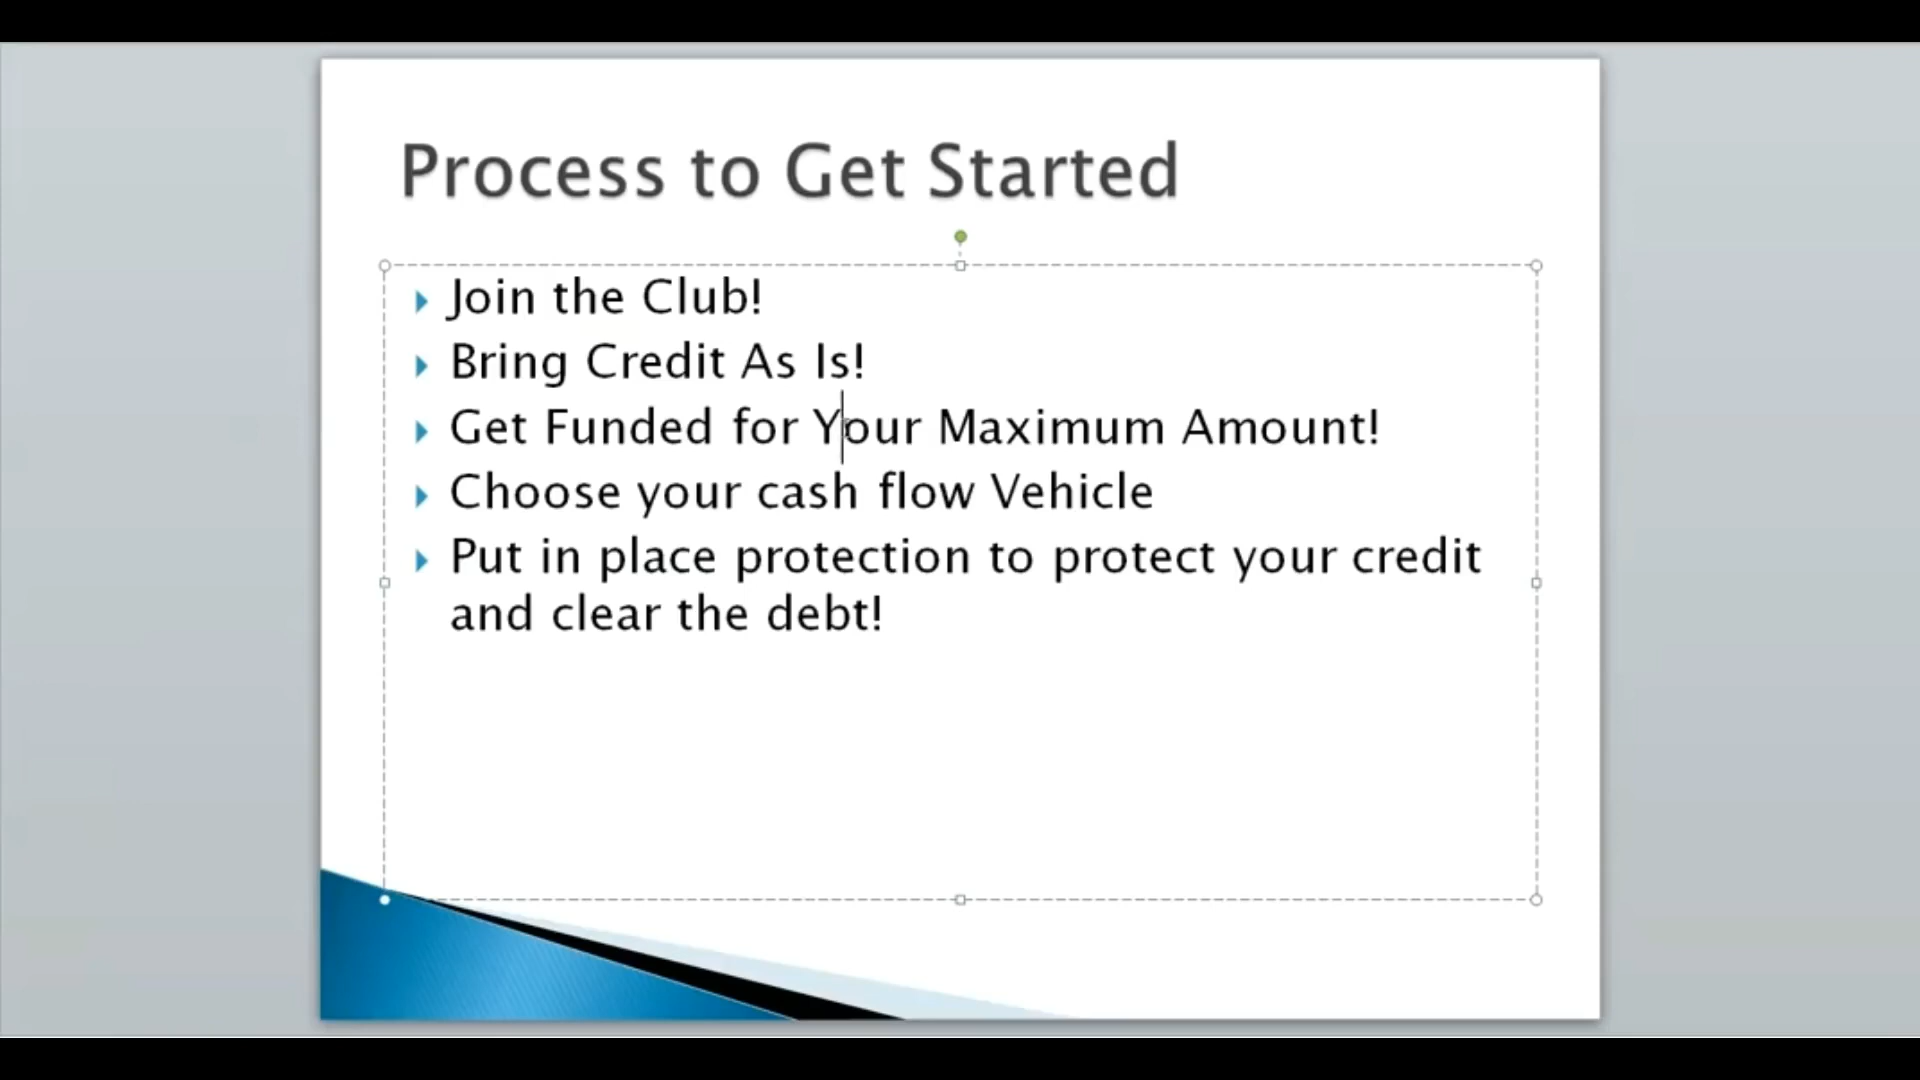 Process to Get Started
Join the Club!
Bring Credit As Is!
Get Funded for Your Maximum Amount!
Choose your cash flow Vehicle
Put in place protection to protect your credit
and clear the debt!